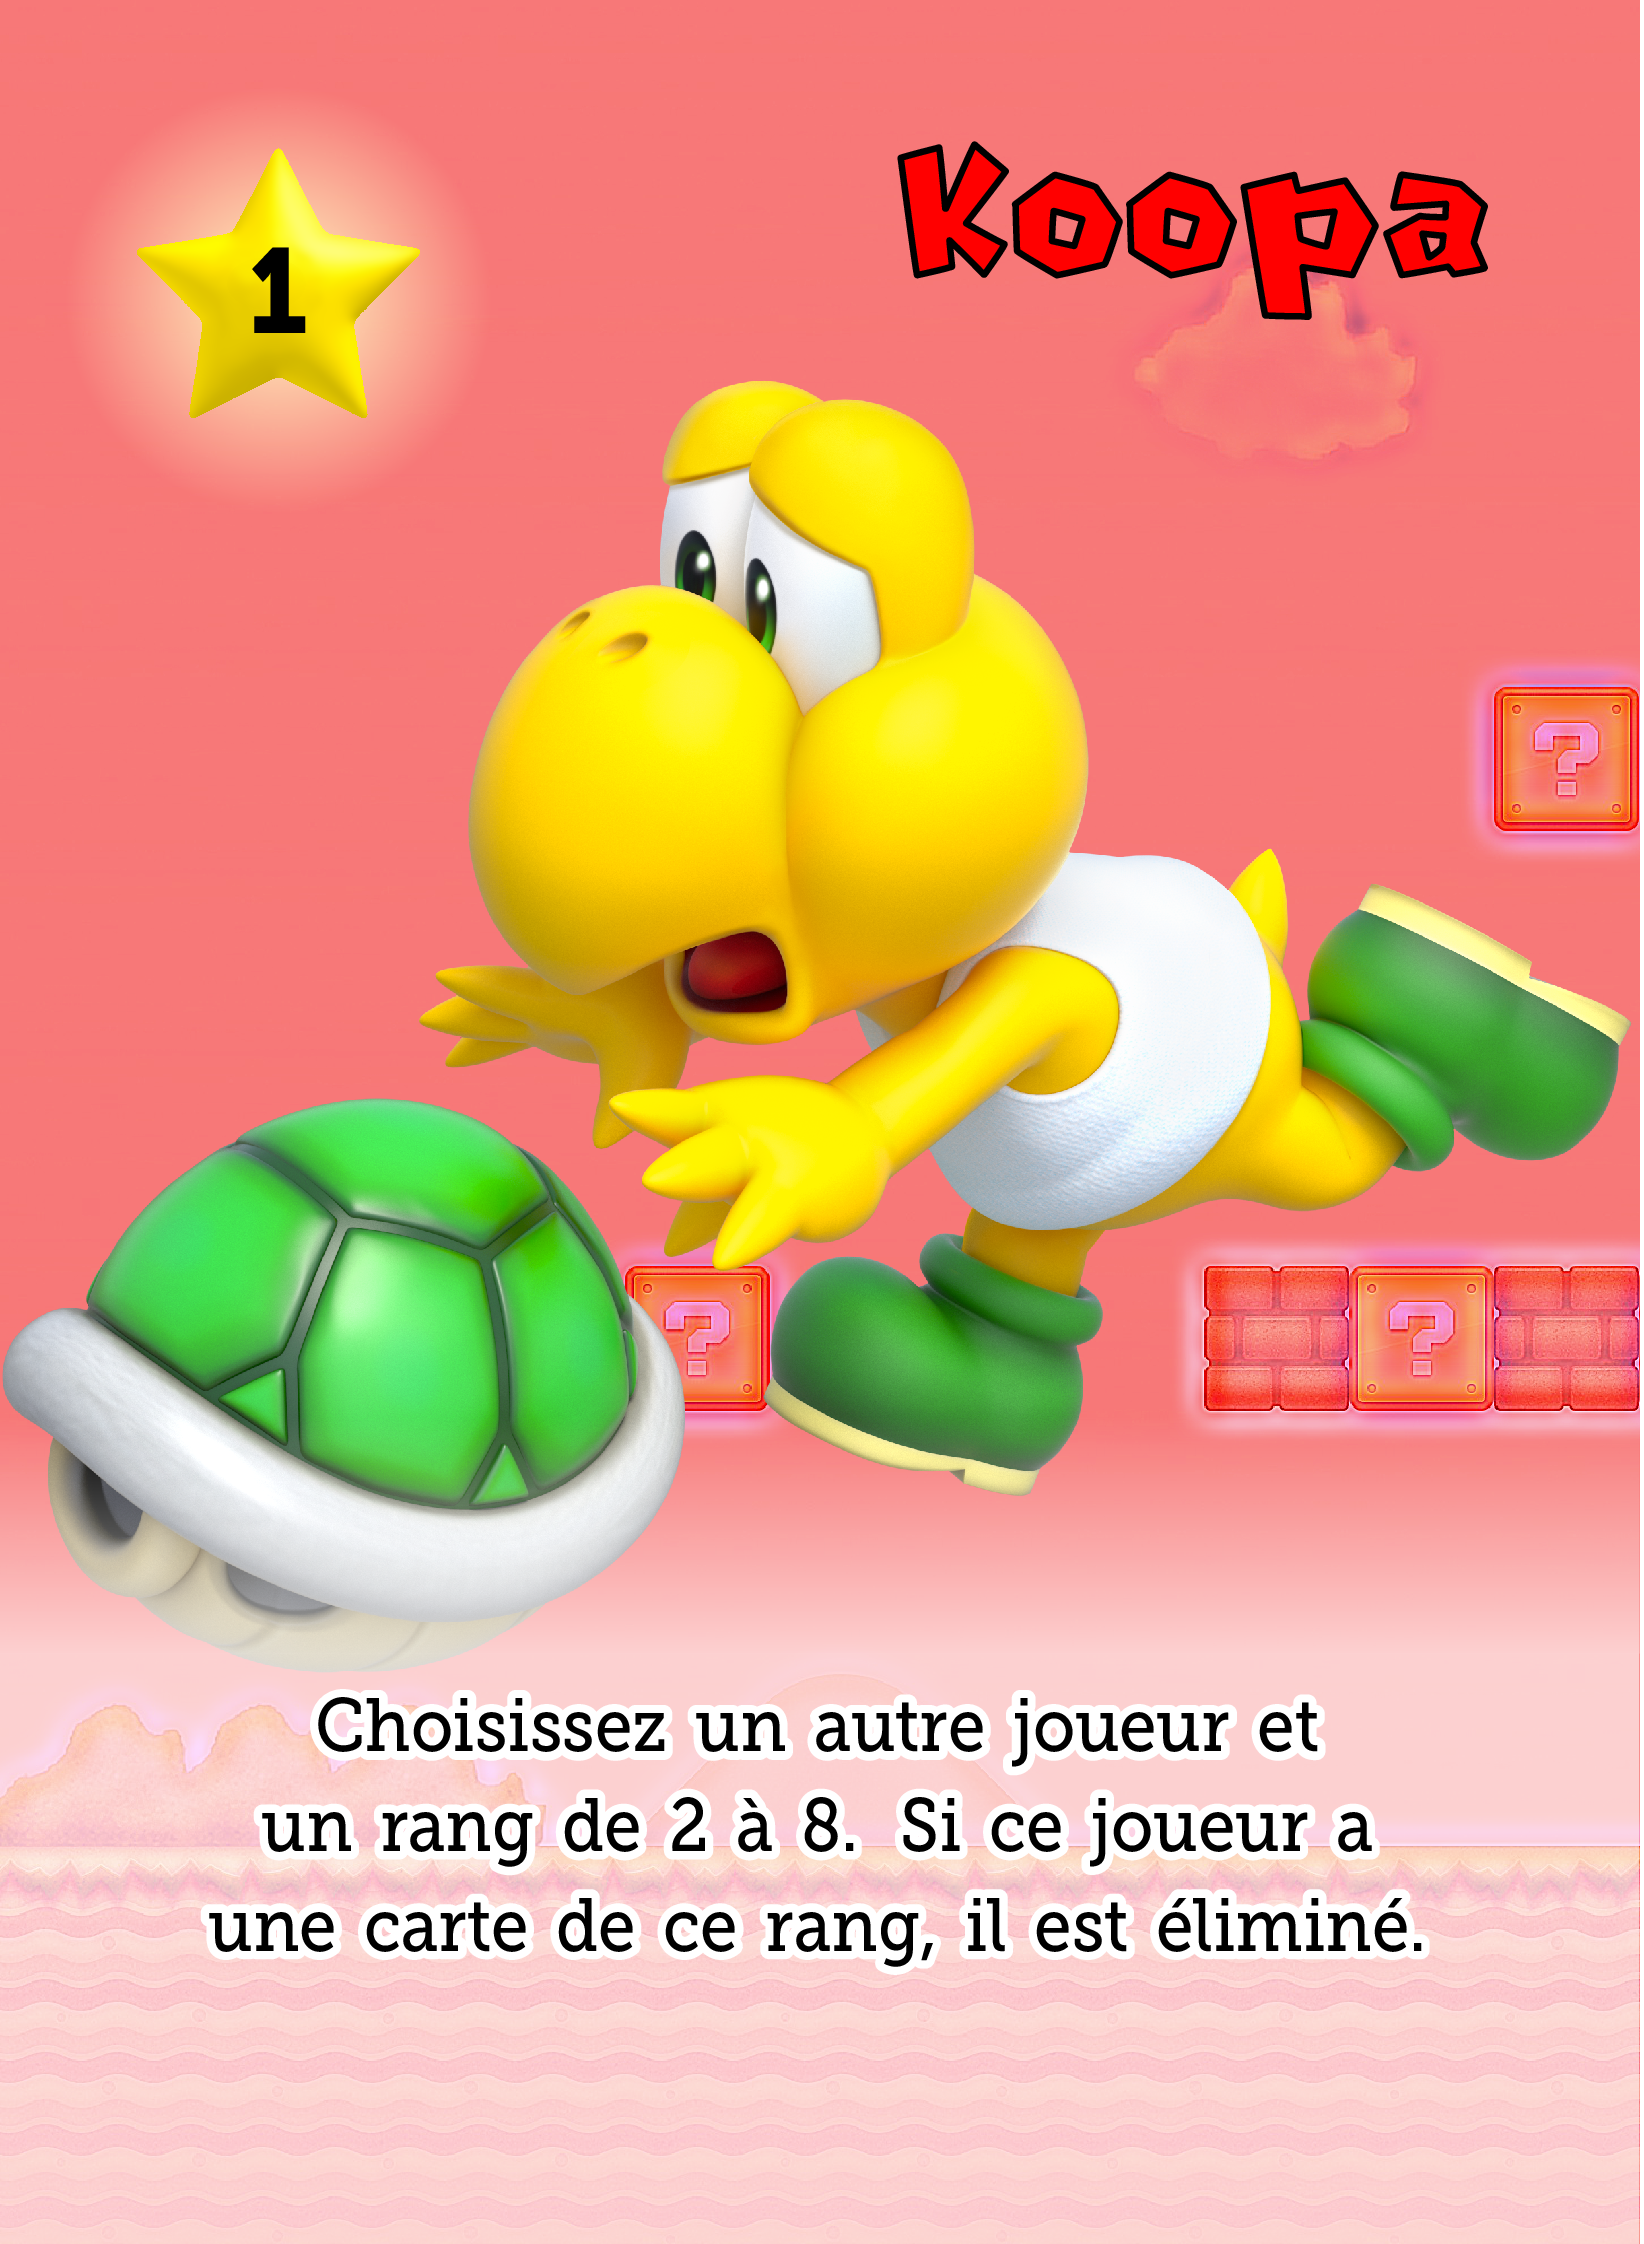 1
Koopa
?
?
?
Choisissez un autre joueur et
un rang de 2 à 8. Si ce joueur a
une carte de ce rang, il est éliminé.